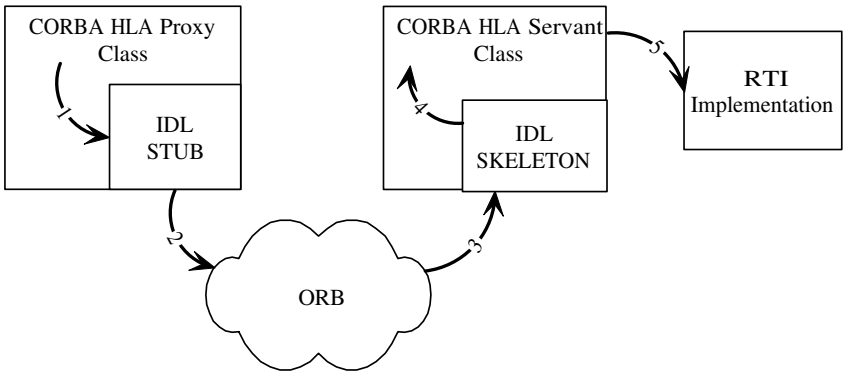 CORBA HLA Proxy
Class
1
IDL
STUB
2
ORB
3
CORBA HLA Servant
Class
4
IDL
SKELETON
5
RTI
Implementation